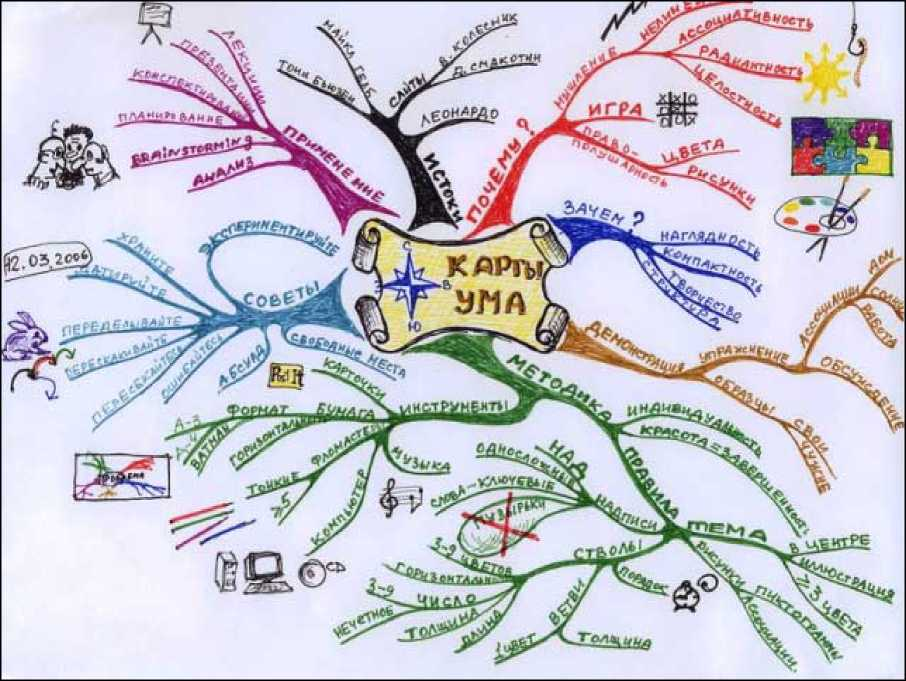 КАРТЫ
УМА
С
В
Ю
ПРИМЕНЕНИЕ
ЛЕКЦИИ
ПРЕЗЕНТАЦИИ
КОНСПЕКТИРОВАНИЕ
ПЛАНИРОВАНИЕ
BRAINSTORMING
АНАЛИЗ
ИСТОКИ
ТОНИ БЬЮЗЕН
МАЙКЛ ГЕЛБ
САЙТЫ
В. КОЛЕСНИК
ЛЕОНАРДО
ПОЧЕМУ?
МЫШЛЕНИЕ
АССОЦИАТИВНОСТЬ
РАДИАНТНОСТЬ
ЦЕЛОСТНОСТЬ
ИГРА
ПРАВО-
ПОЛУШАРНОСТЬ
ЦВЕТА
РИСУНКИ
ЗАЧЕМ?
НАГЛЯДНОСТЬ
КОМПАКТНОСТЬ
ТВОРЧЕСТВО
СТРУКТУРА
ДЕМОНСТРАЦИЯ
УПРАЖНЕНИЕ
АССОЦИАЦИИ
ДОМ
РАБОТА
ОБСУЖДЕНИЕ
ОБРАЗЦЫ
СВОИ
ЧУЖИЕ
СОВЕТЫ
ЭКСПЕРИМЕНТИРУЙТЕ
ХРАНИТЕ
ДАТИРУЙТЕ
12.03.2006
ПЕРЕДЕЛЫВАЙТЕ
ПЕРЕСКАКИВАЙТЕ
ПЕРЕСЕКАЙТЕСЬ
ОШИБАЙТЕСЬ
АБСУРД
СВОБОДНЫЕ МЕСТА
МЕТОДИКА
ИНСТРУМЕНТЫ
Post It
КАРТОЧКИ
БУМАГА
ФОРМАТ
А-3
А-4
ВАТМАН
ГОРИЗОНТАЛЬНО
ФЛОМАСТЕРЫ
ТОНКИЕ
≥5
КОМПЬЮТЕР
МУЗЫКА
ПРАВИЛА
ИНДИВИДУАЛЬНОСТЬ
КРАСОТА=ЗАВЕРШЕННОСТЬ!
НАДПИСИ
НАД
ОДНОСЛОЖНЫЕ
СЛОВА-КЛЮЧЕВЫЕ
ПУЗЫРЬКИ
ТЕМА
В ЦЕНТРЕ
ИЛЛЮСТРАЦИЯ
≥3 ЦВЕТА
РИСУНКИ
ПИКТОГРАММЫ
АССОЦИАЦИИ
СТВОЛЫ
3-9 ЦВЕТОВ
ГОРИЗОНТАЛЬНО
ЧИСЛО
3-9
НЕЧЕТНОЕ
ТОЛЩИНА
ДЛИНА
ПОРЯДОК
ВЕТВИ
1 ЦВЕТ
ТОЛЩИНА